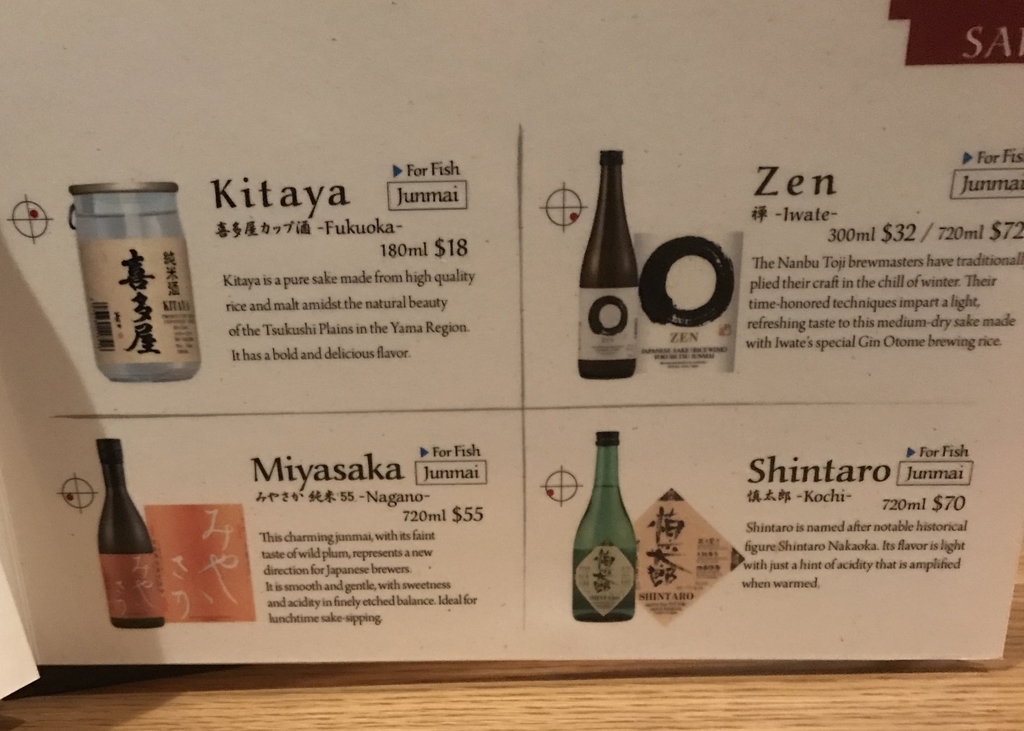 SA
For Fish
Kitaya
Junmai
喜多屋カップ酒 -Fukuoka-
180ml $18
Kitaya is a pure sake made from high quality
rice and malt amidst the natural beauty
of the Tsukushi Plains in the Yama Region.
It has a bold and delicious flavor.
純米酒
喜多屋
KITAYA
For Fis
Zen
Junmai
禅 -Iwate-
300ml $32 / 720ml $72
The Nanbu Toji brewmasters have traditionall
plied their craft in the chill of winter. Their
time-honored techniques impart a light,
refreshing taste to this medium-dry sake made
with Iwate's special Gin Otome brewing rice.
ZEN
For Fish
Miyasaka
Junmai
みやさか 純米 55 -Nagano-
720ml $55
This charming junmai, with its faint
taste of wild plum, represents a new
direction for Japanese brewers.
It is smooth and gentle, with sweetness
and acidity in finely etched balance. Ideal for
lunchtime sake-sipping.
みやさか
For Fish
Shintaro
Junmai
慎太郎 -Kochi-
720ml $70
Shintaro is named after notable historical
figure Shintaro Nakaoka. Its flavor is light
with just a hint of acidity that is amplified
when warmed.
慎太郎
SHINTARO